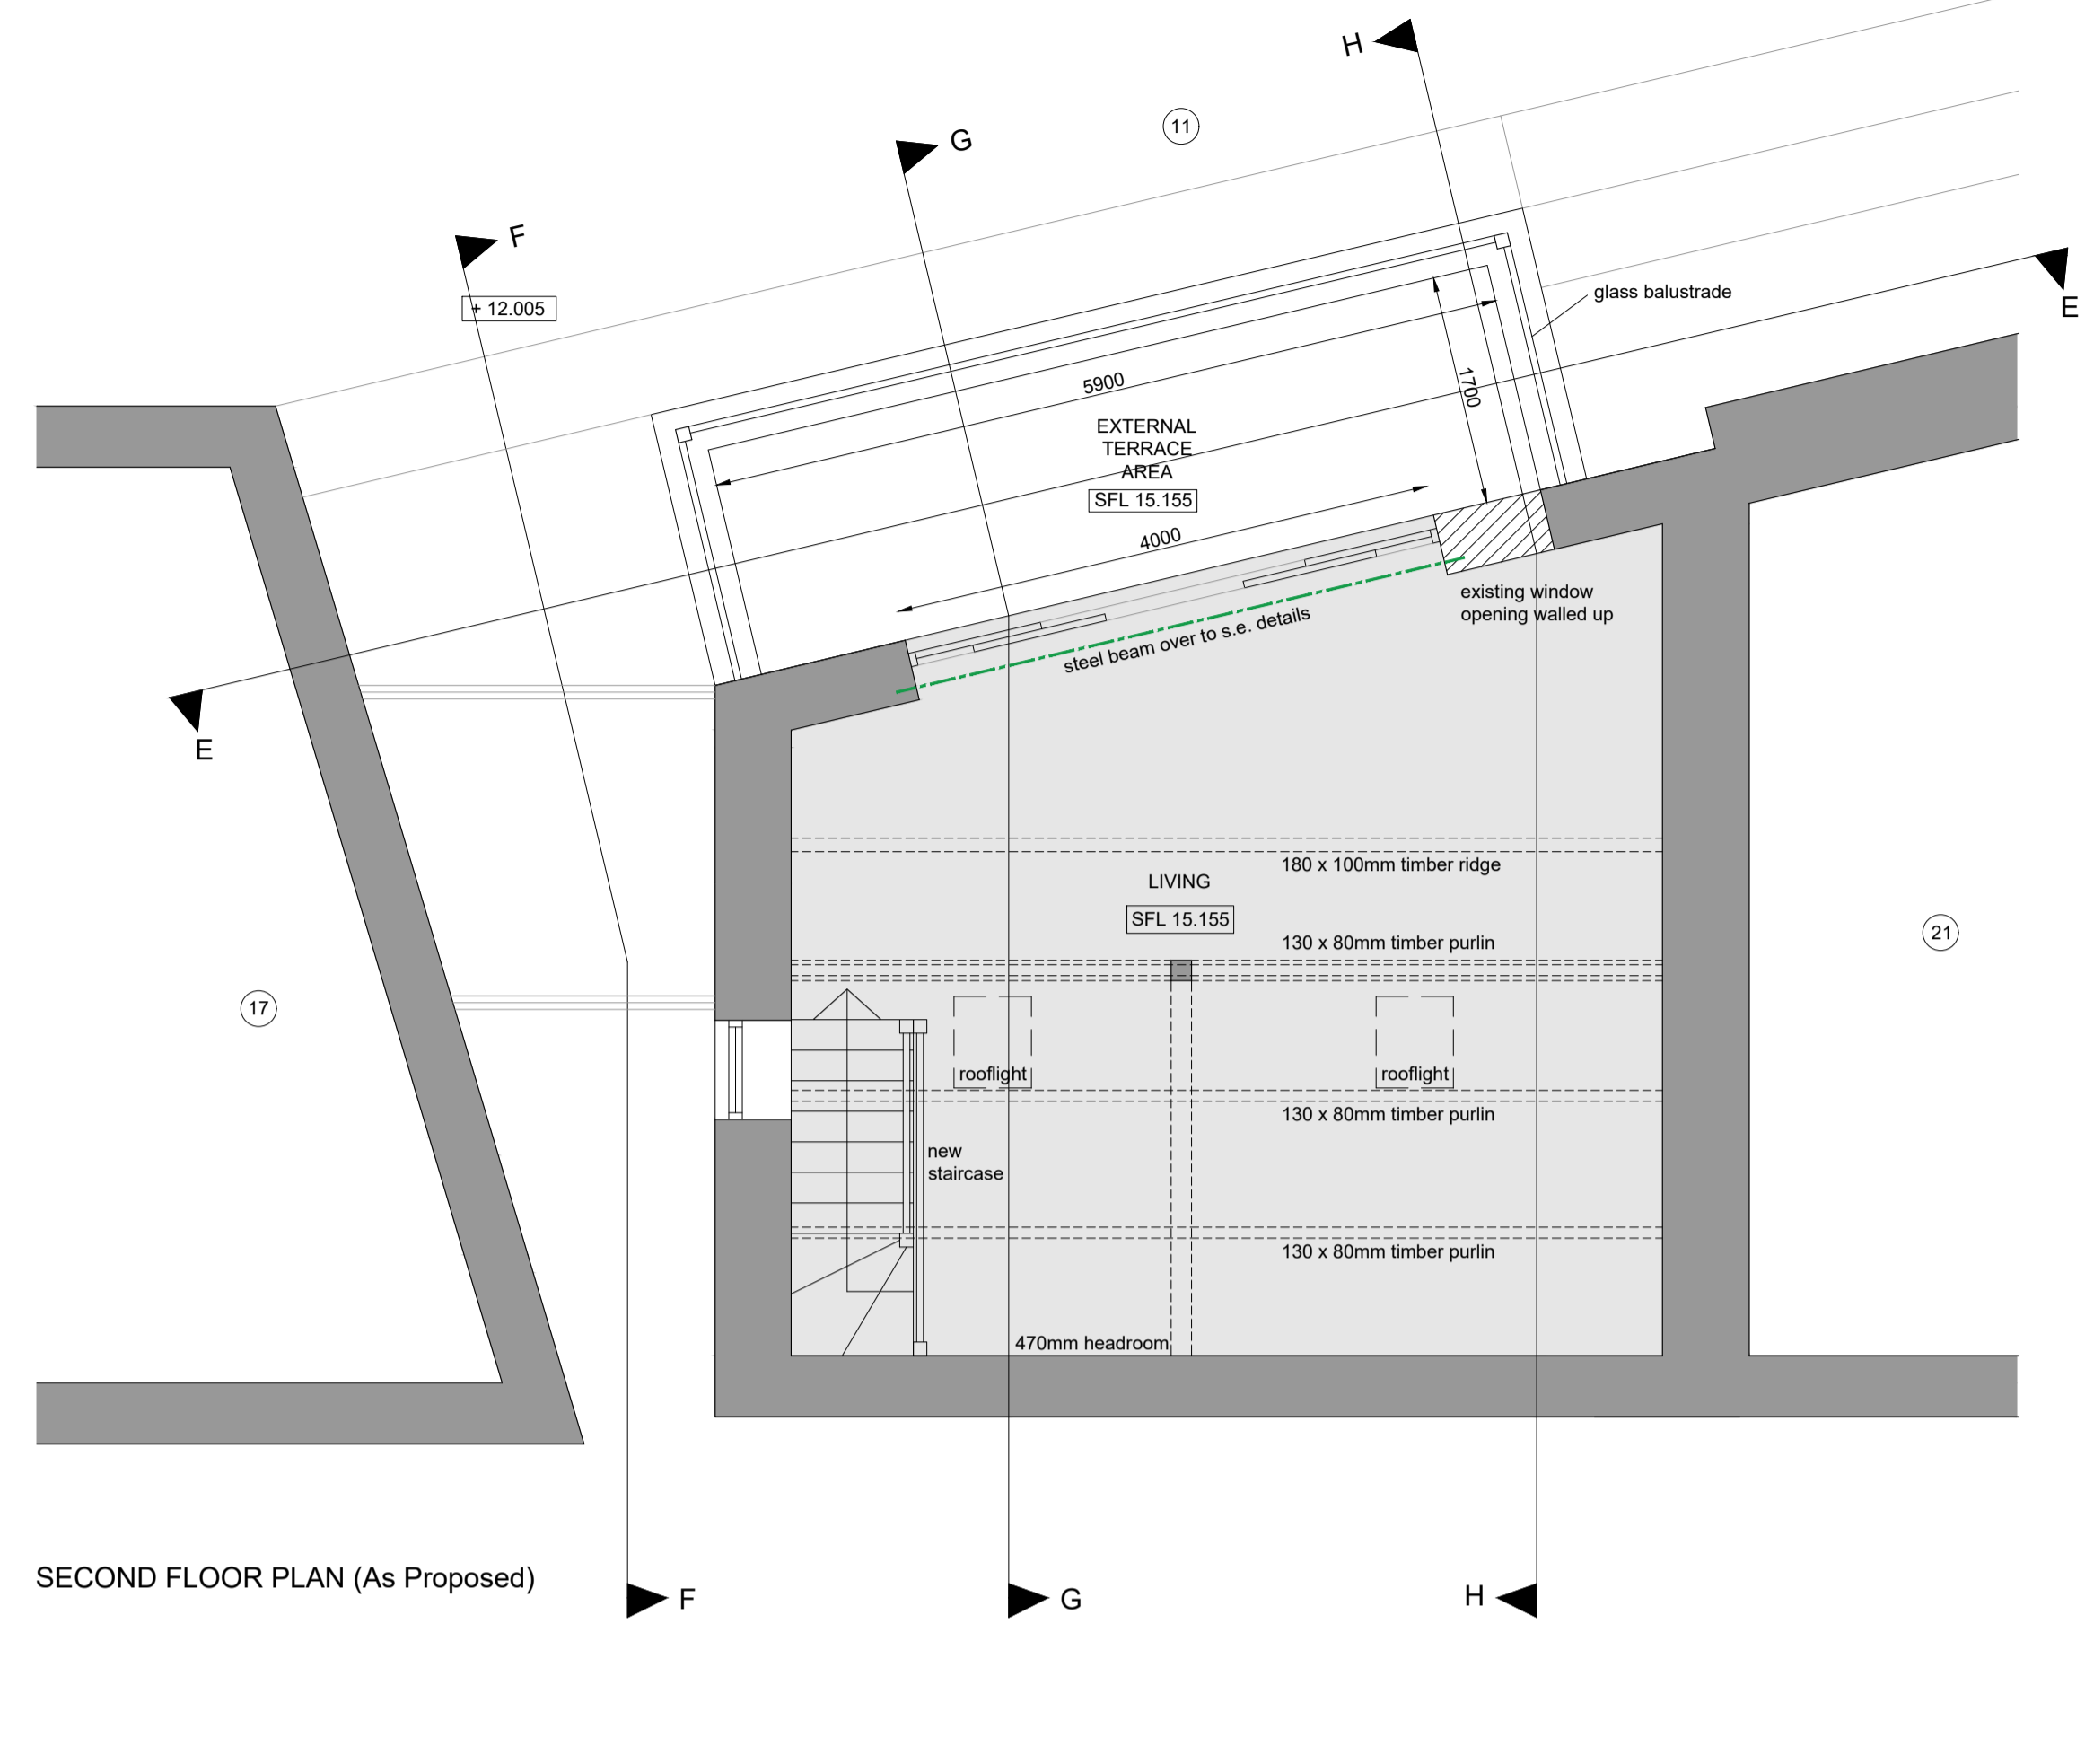 H
11
G
F
+ 12.005
glass balustrade
E
5900
1700
EXTERNAL
TERRACE
AREA
SFL 15.155
4000
existing window
opening walled up
steel beam over to s.e. details
E
180 x 100mm timber ridge
LIVING
SFL 15.155
130 x 80mm timber purlin
21
17
rooflight
rooflight
130 x 80mm timber purlin
new
staircase
130 x 80mm timber purlin
470mm headroom
SECOND FLOOR PLAN (As Proposed)
F
G
H